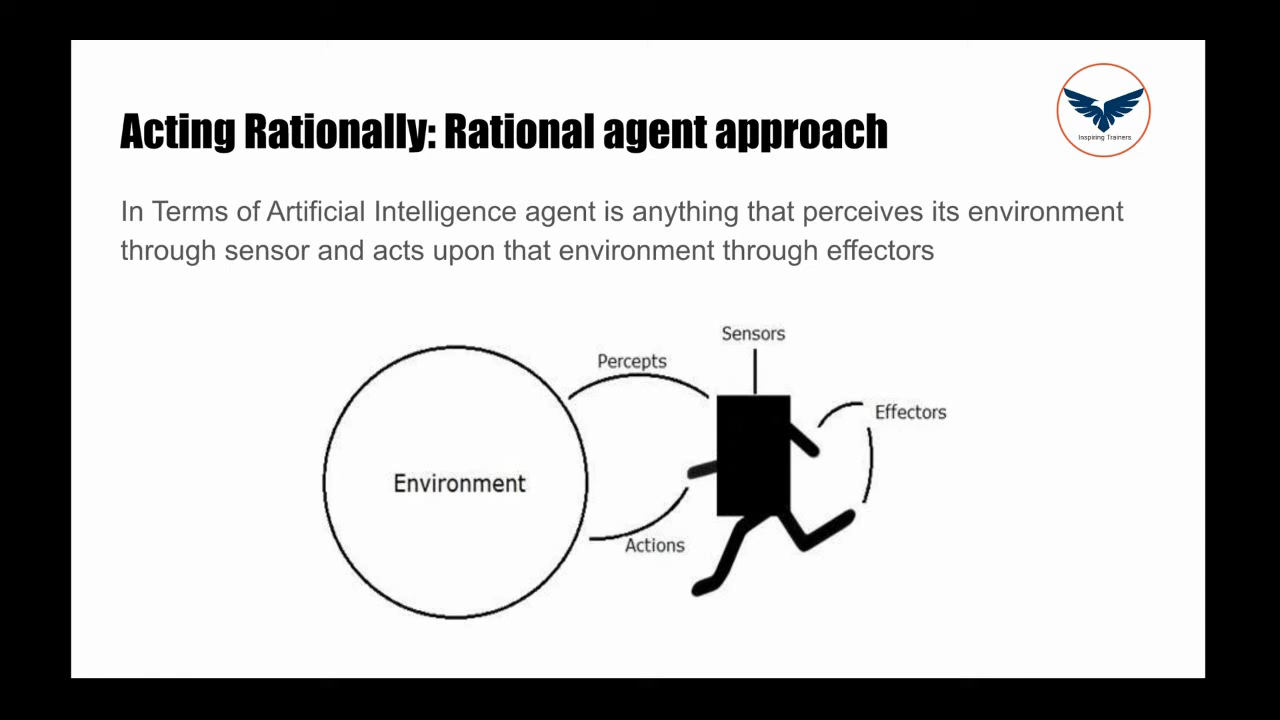 Inspiring Trainers
Acting Rationally: Rational agent approach
In Terms of Artificial Intelligence agent is anything that perceives its environment
through sensor and acts upon that environment through effectors
Sensors
Percepts
Effectors
Environment
Actions